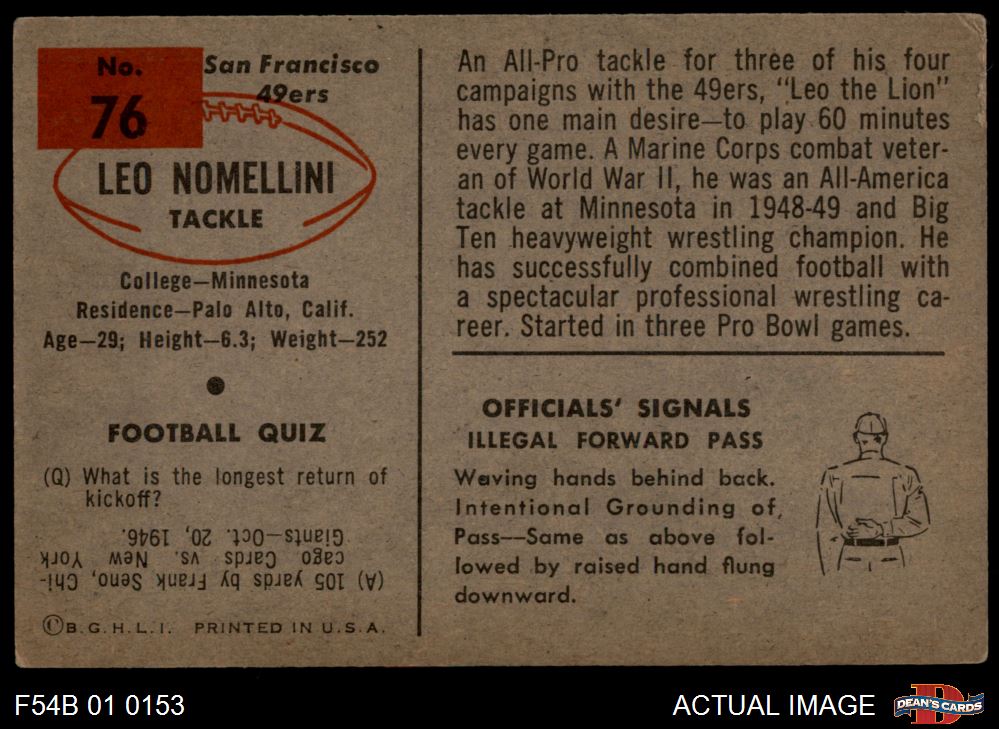 No.
76
San Francisco
49ers
LEO NOMELLINI
TACKLE
College—Minnesota
Residence—Palo Alto, Calif.
Age—29; Height—6.3; Weight—252
FOOTBALL QUIZ
(Q) What is the longest return of
kickoff?
(A) 105 yards by Frank Seno, Chi-
cago Cards vs. New York
Giants—Oct. 20, 1946.
©B.G.H.L.I. PRINTED IN U.S.A.
An All-Pro tackle for three of his four
campaigns with the 49ers, "Leo the Lion"
has one main desire—to play 60 minutes
every game. A Marine Corps combat veter-
an of World War II, he was an All-America
tackle at Minnesota in 1948-49 and Big
Ten heavyweight wrestling champion. He
has successfully combined football with
a spectacular professional wrestling ca-
reer. Started in three Pro Bowl games.
OFFICIALS' SIGNALS
ILLEGAL FORWARD PASS
Waving hands behind back.
Intentional Grounding of
Pass—Same as above fol-
lowed by raised hand flung
downward.
F54B 01 0153
ACTUAL IMAGE
D
DEAN'S CARDS